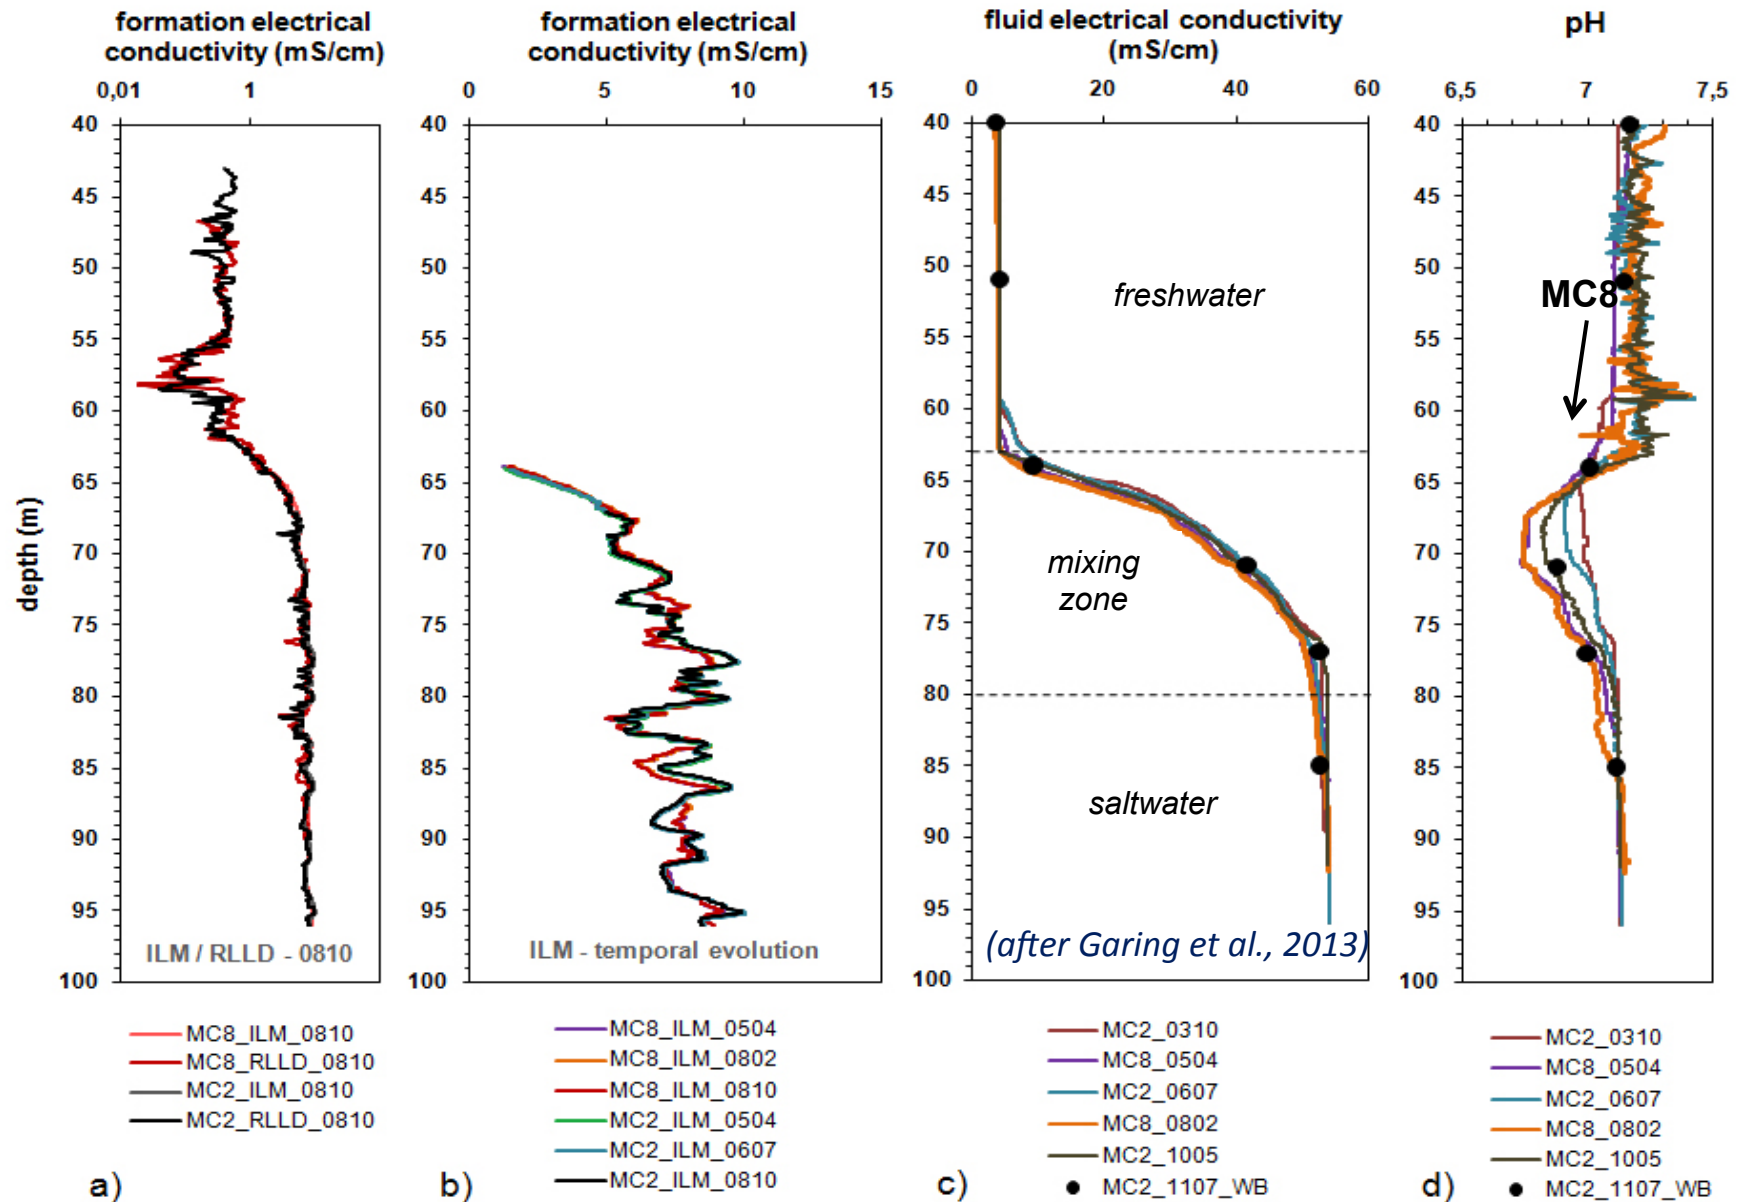 formation electrical
conductivity (mS/cm)
formation electrical
conductivity (mS/cm)
fluid electrical conductivity
(mS/cm)
pH
0,01 1
0 5 10 15
0 20 40 60
6,5 7 7,5
depth (m)
40
45
50
55
60
65
70
75
80
85
90
95
100
ILM / RLLD - 0810
40
45
50
55
60
65
70
75
80
85
90
95
100
ILM - temporal evolution
40
45
50
55
60
65
70
75
80
85
90
95
100
freshwater
mixing
zone
saltwater
(after Garing et al., 2013)
40
45
50
55
60
65
70
75
80
85
90
95
100
MC8
MC8_ILM_0810
MC8_RLLD_0810
MC2_ILM_0810
MC2_RLLD_0810
a)
MC8_ILM_0504
MC8_ILM_0802
MC8_ILM_0810
MC2_ILM_0504
MC2_ILM_0607
MC2_ILM_0810
b)
MC2_0310
MC8_0504
MC2_0607
MC8_0802
MC2_1005
MC2_1107_WB
c)
MC2_0310
MC8_0504
MC2_0607
MC8_0802
MC2_1005
MC2_1107_WB
d)